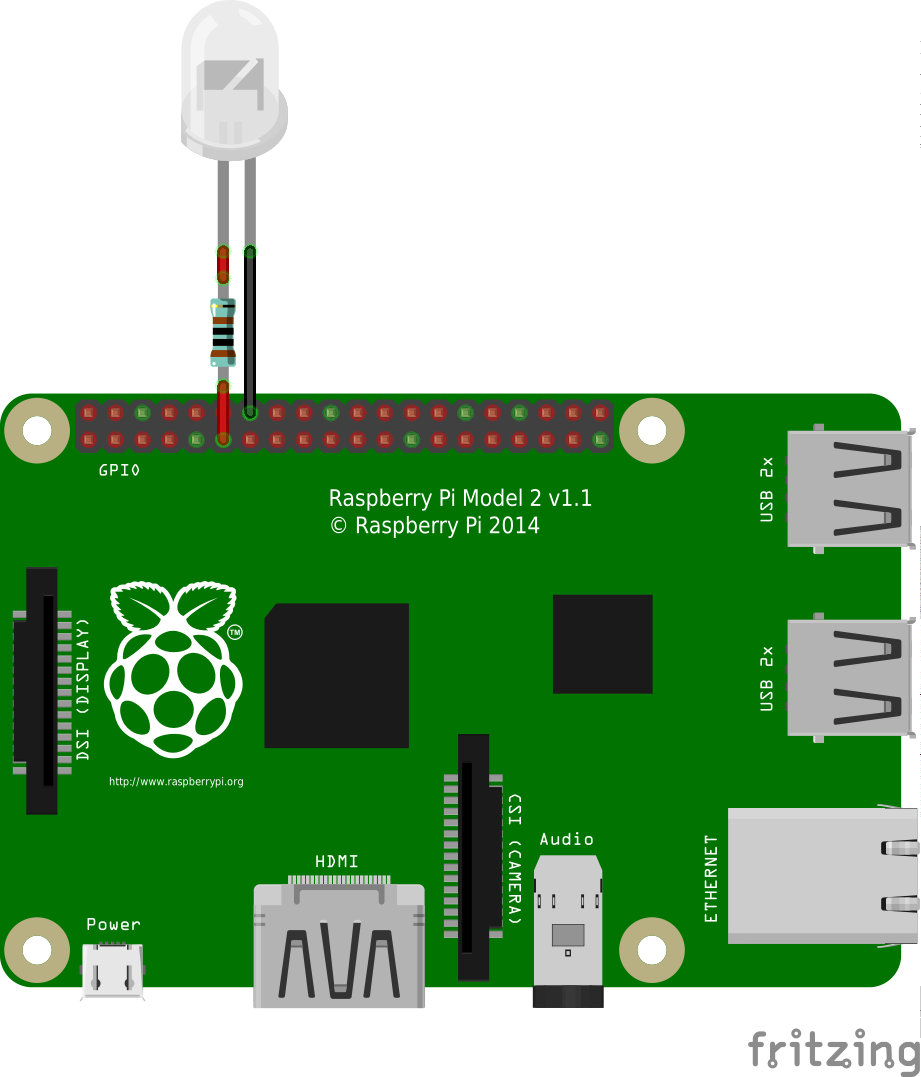 GPIO
Raspberry Pi Model 2 v1.1
© Raspberry Pi 2014
USB 2x
DSI (DISPLAY)
TM
USB 2x
http://www.raspberrypi.org
CSI (CAMERA)
Audio
ETHERNET
HDMI
Power
fritzing